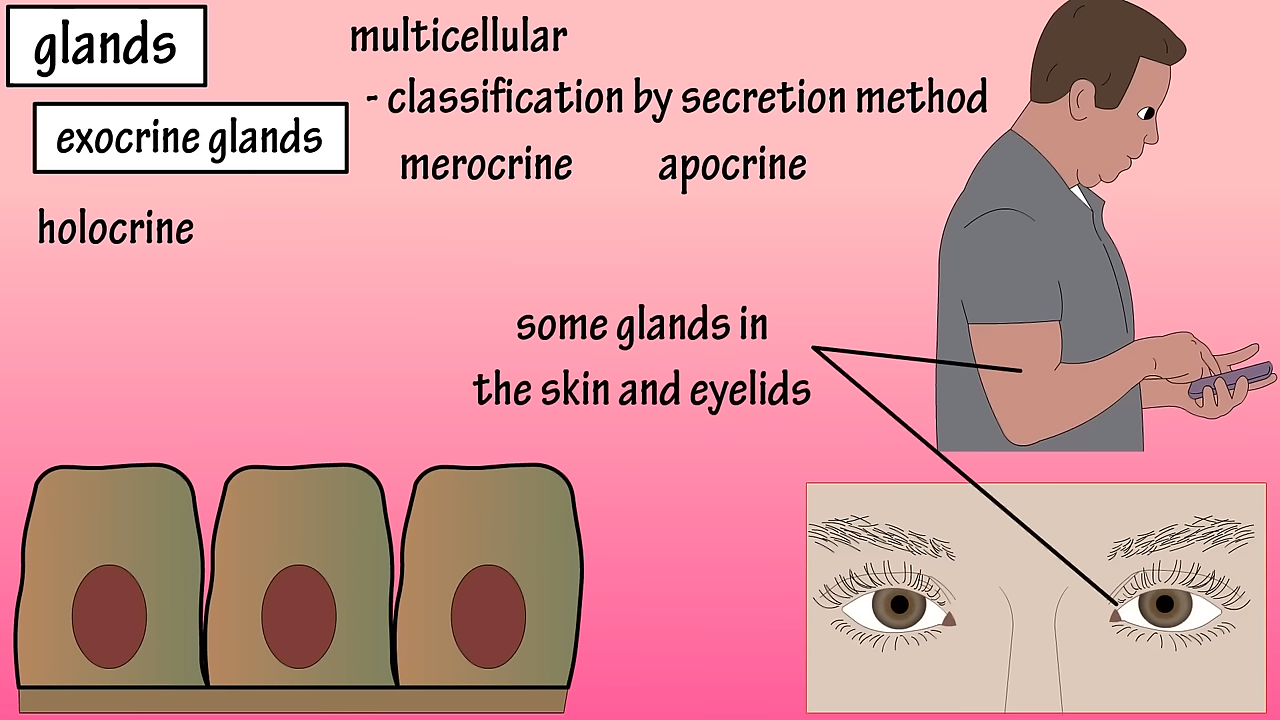 glands
exocrine glands
multicellular
- classification by secretion method
merocrine apocrine
holocrine
some glands in
the skin and eyelids